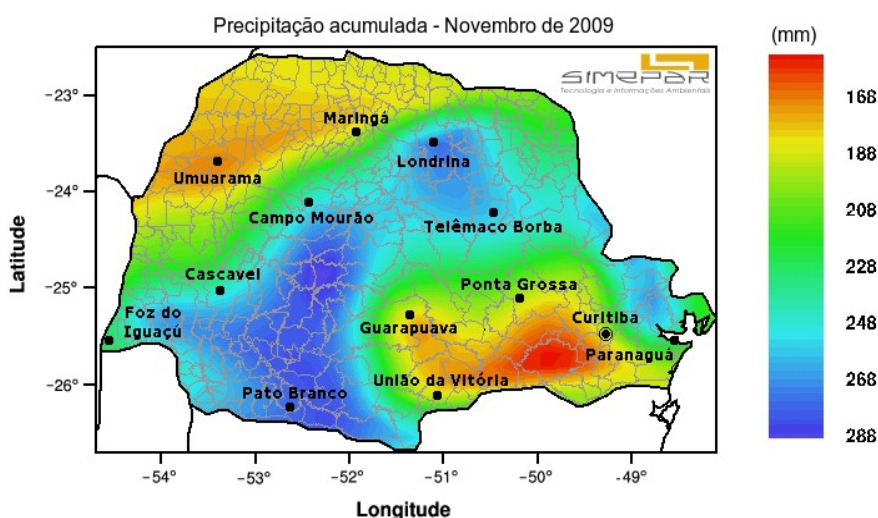 Precipitação acumulada - Novembro de 2009
(mm)
SIMEPAR
Tecnologia e Informações Ambientais
-23°
-24°
-25°
-26°
Latitude
Maringá
Londrina
Umuarama
Campo Mourão
Telêmaco Borba
Cascavel
Ponta Grossa
Foz do
Iguaçú
Guarapuava
Curitiba
Paranaguá
União da Vitória
Pato Branco
168
188
208
228
248
268
288
-54°
-53°
-52°
-51°
-50°
-49°
Longitude